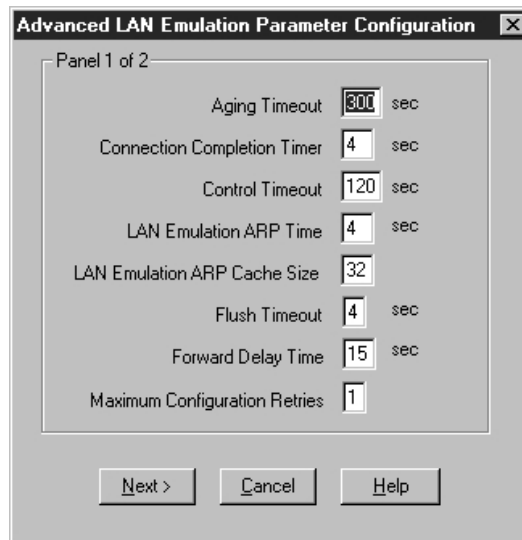 Advanced LAN Emulation Parameter Configuration
Panel 1 of 2
Aging Timeout 300 sec
Connection Completion Timer 4 sec
Control Timeout 120 sec
LAN Emulation ARP Time 4 sec
LAN Emulation ARP Cache Size 32
Flush Timeout 4 sec
Forward Delay Time 15 sec
Maximum Configuration Retries 1
Next > Cancel Help